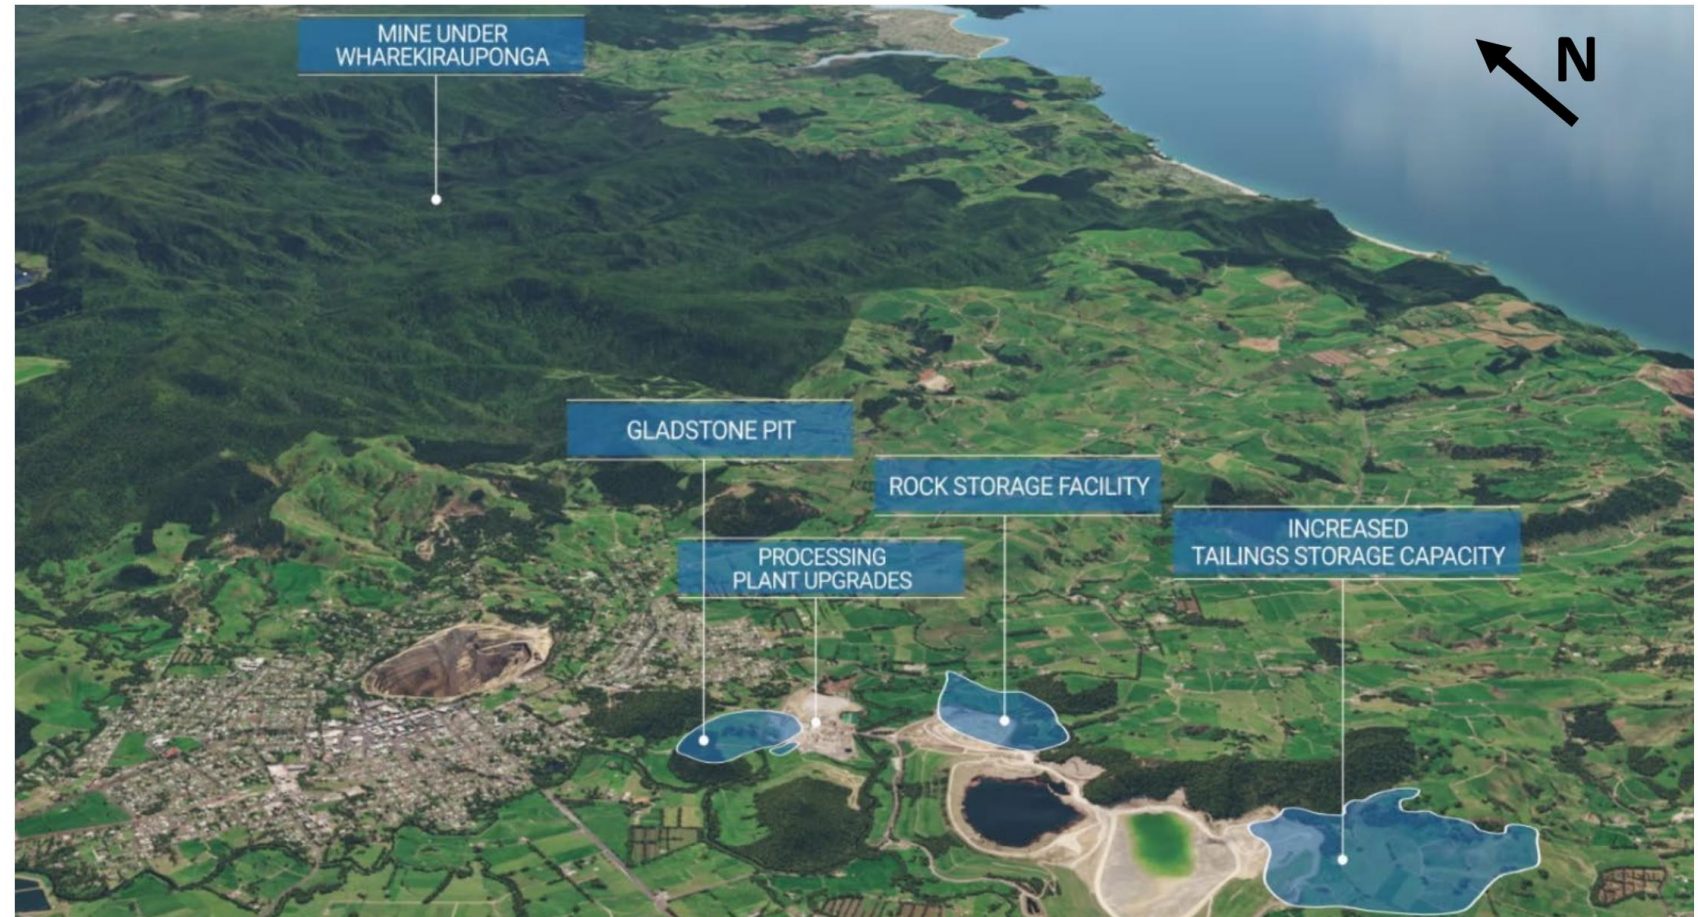 MINE UNDER
WHAREKIRAUPONGA
N
GLADSTONE PIT
ROCK STORAGE FACILITY
INCREASED
TAILINGS STORAGE CAPACITY
PROCESSING
PLANT UPGRADES